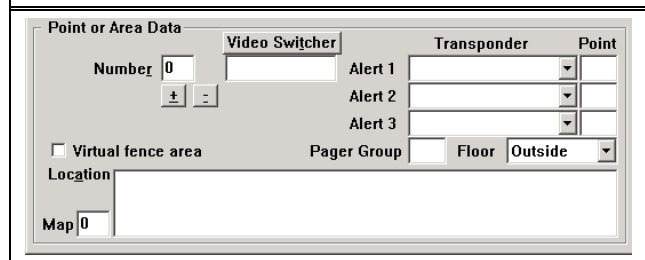 Point or Area Data
Video Switcher Transponder Point
Number 0 Alert 1
+ - Alert 2
Alert 3
Virtual fence area Pager Group Floor Outside
Location
Map 0